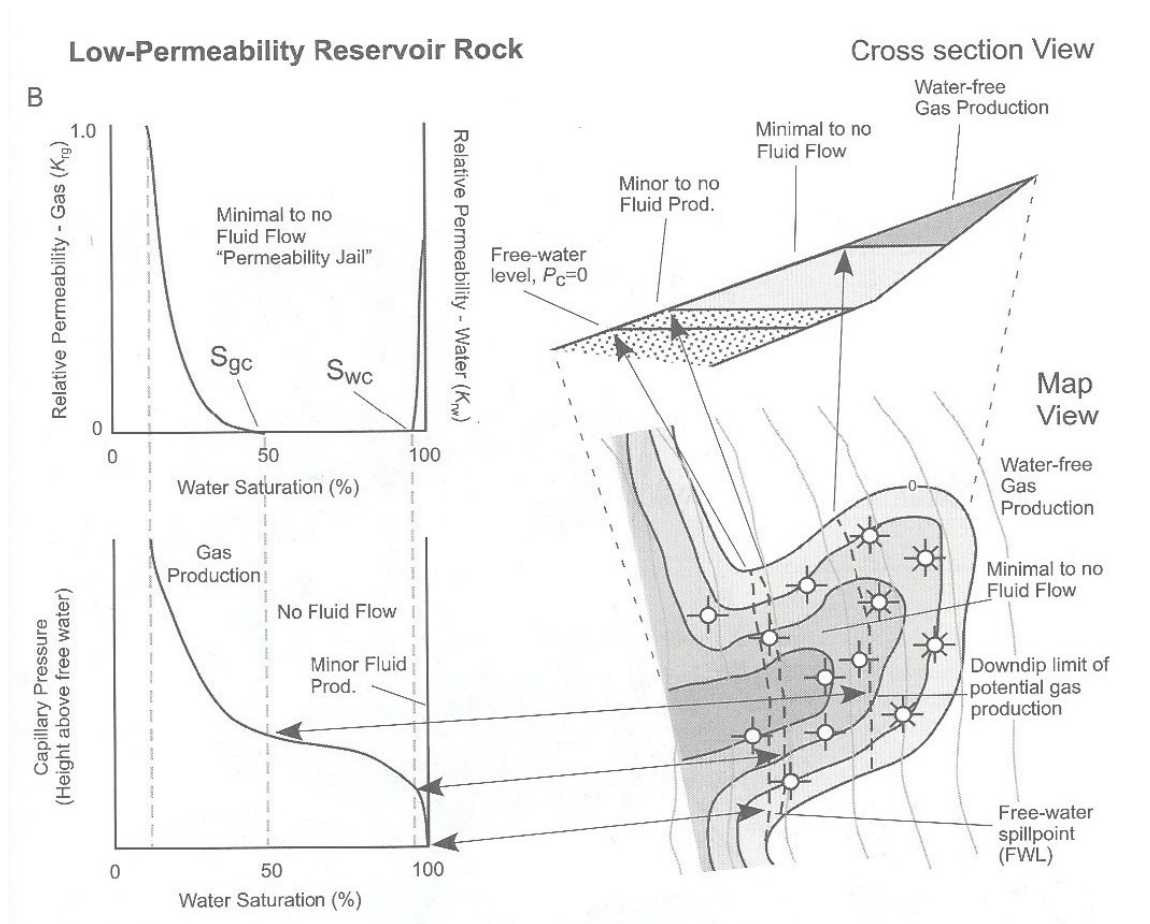 Low-Permeability Reservoir Rock
Cross section View
B
1.0
Relative Permeability - Gas (Krg)
0
Minimal to no
Fluid Flow
"Permeability Jail"
Sgc
Swc
Relative Permeability - Water (Krw)
0
50
100
Water Saturation (%)
Water-free
Gas Production
Minimal to no
Fluid Flow
Minor to no
Fluid Prod.
Free-water
level, Pc=0
Map
View
Capillary Pressure
(Height above free water)
Gas
Production
No Fluid Flow
Minor Fluid
Prod.
0
50
100
Water Saturation (%)
0
Water-free
Gas
Production
Minimal to no
Fluid Flow
Downdip limit of
potential gas
production
Free-water
spillpoint
(FWL)